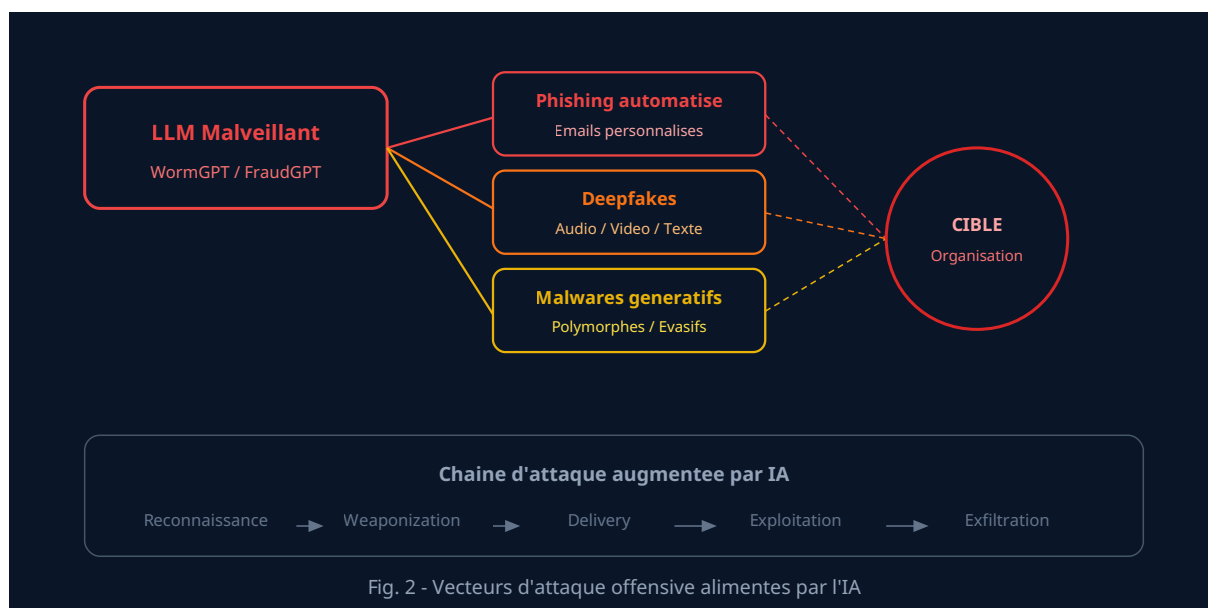 LLM Malveillant
WormGPT / FraudGPT
Phishing automatise
Emails personnalises
Deepfakes
Audio / Video / Texte
Malwares generatifs
Polymorphes / Evasifs
CIBLE
Organisation
Chaine d'attaque augmentee par IA
Reconnaissance Weaponization Delivery Exploitation Exfiltration
Fig. 2 - Vecteurs d'attaque offensive alimentes par l'IA